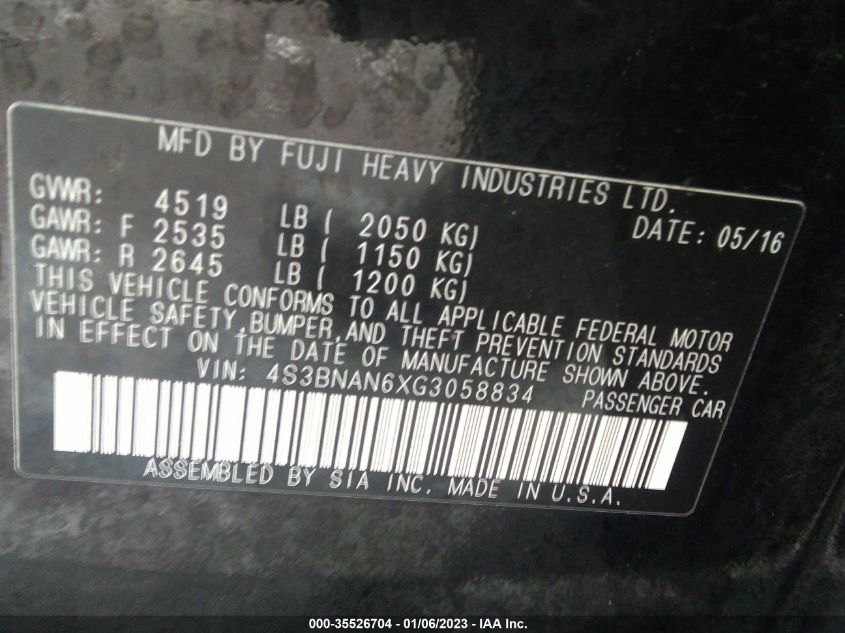 MFD BY FUJI HEAVY INDUSTRIES LTD.
GVWR: 4519 LB ( 2050 KG) DATE: 05/16
GAWR: F 2535 LB ( 1150 KG)
GAWR: R 2645 LB ( 1200 KG)
THIS VEHICLE CONFORMS TO ALL APPLICABLE FEDERAL MOTOR
VEHICLE SAFETY, BUMPER, AND THEFT PREVENTION STANDARDS
IN EFFECT ON THE DATE OF MANUFACTURE SHOWN ABOVE.
VIN: 4S3BNAN6XG3058834 PASSENGER CAR
ASSEMBLED BY SIA INC. MADE IN U.S.A.
000-35526704 - 01/06/2023 - IAA Inc.